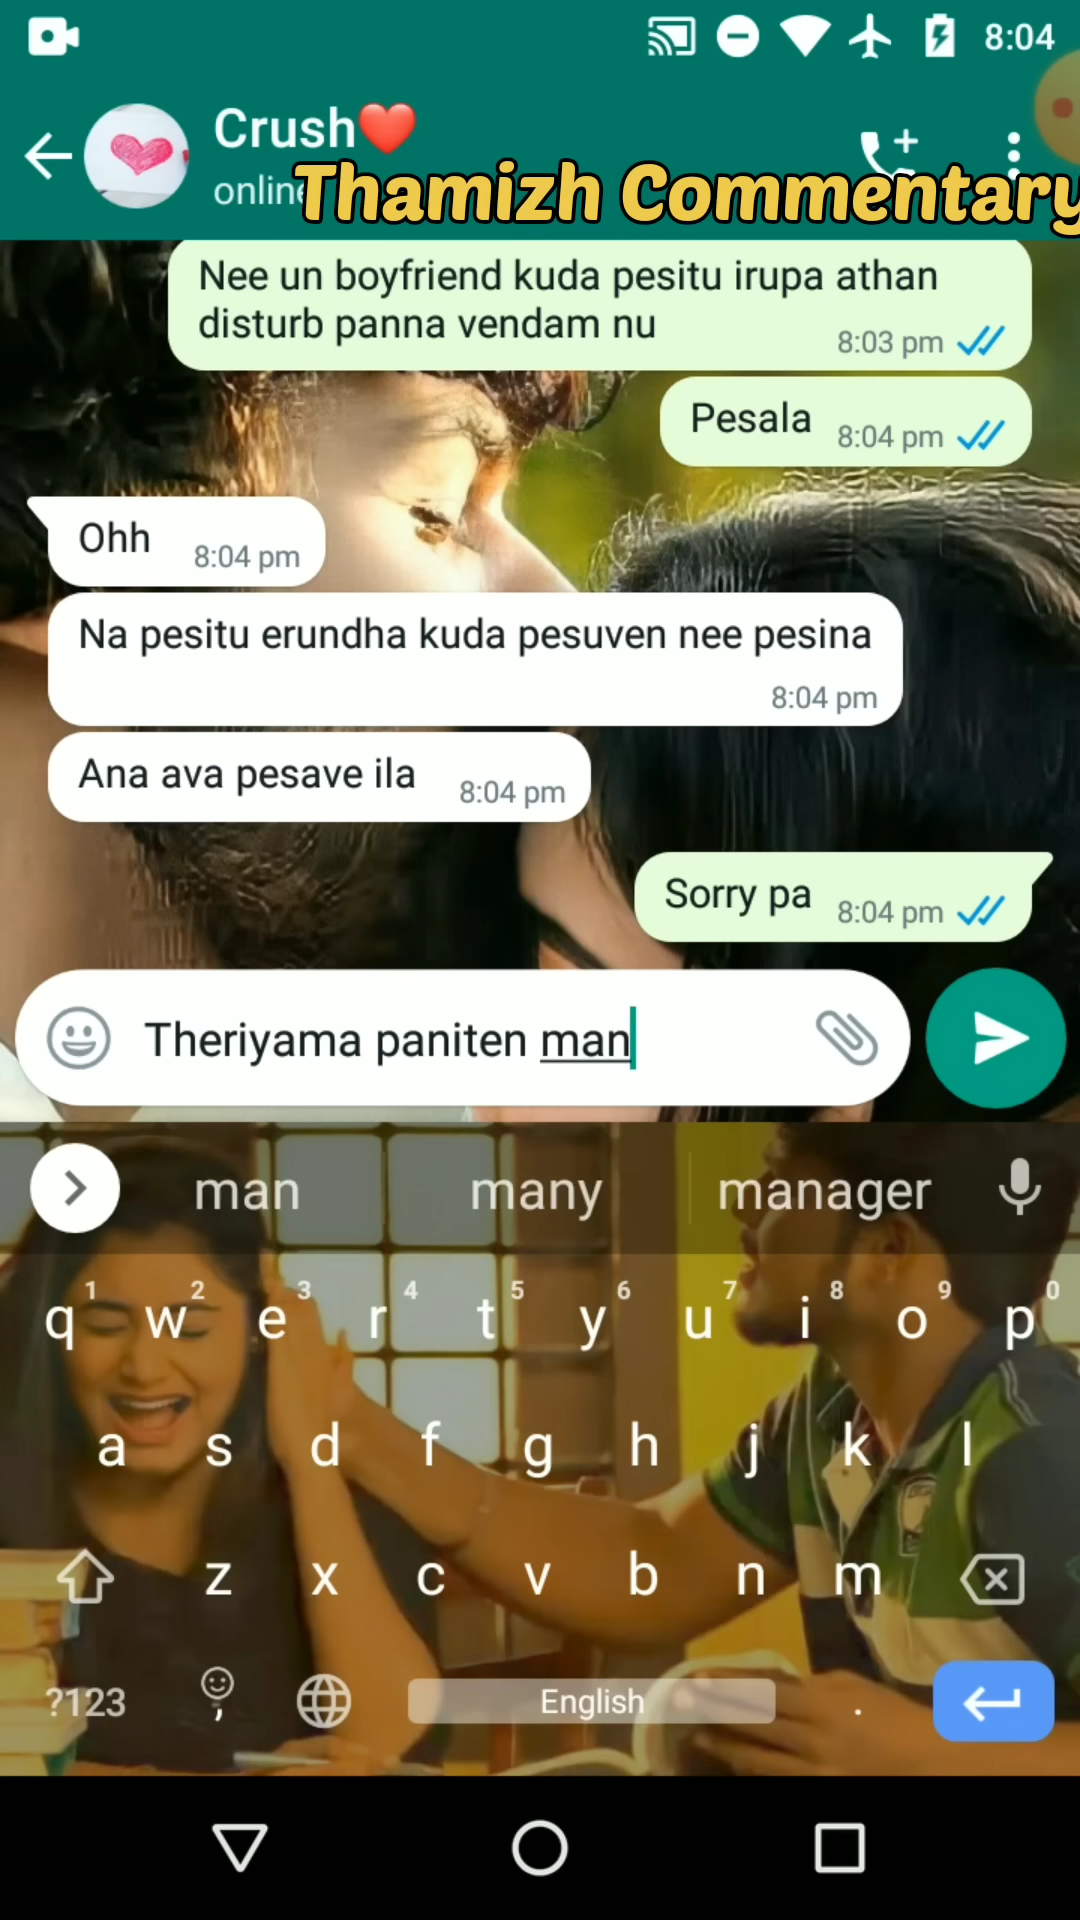 8:04
Crush❤️
online
Thamizh Commentary
Nee un boyfriend kuda pesitu irupa athan
disturb panna vendam nu
8:03 pm
Pesala
8:04 pm
Ohh
8:04 pm
Na pesitu erundha kuda pesuven nee pesina
8:04 pm
Ana ava pesave ila
8:04 pm
Sorry pa
8:04 pm
Theriyama paniten man
man many manager
1 2 3 4 5 6 7 8 9 0
q w e r t y u i o p
a s d f g h j k l
z x c v b n m
?123 , English .